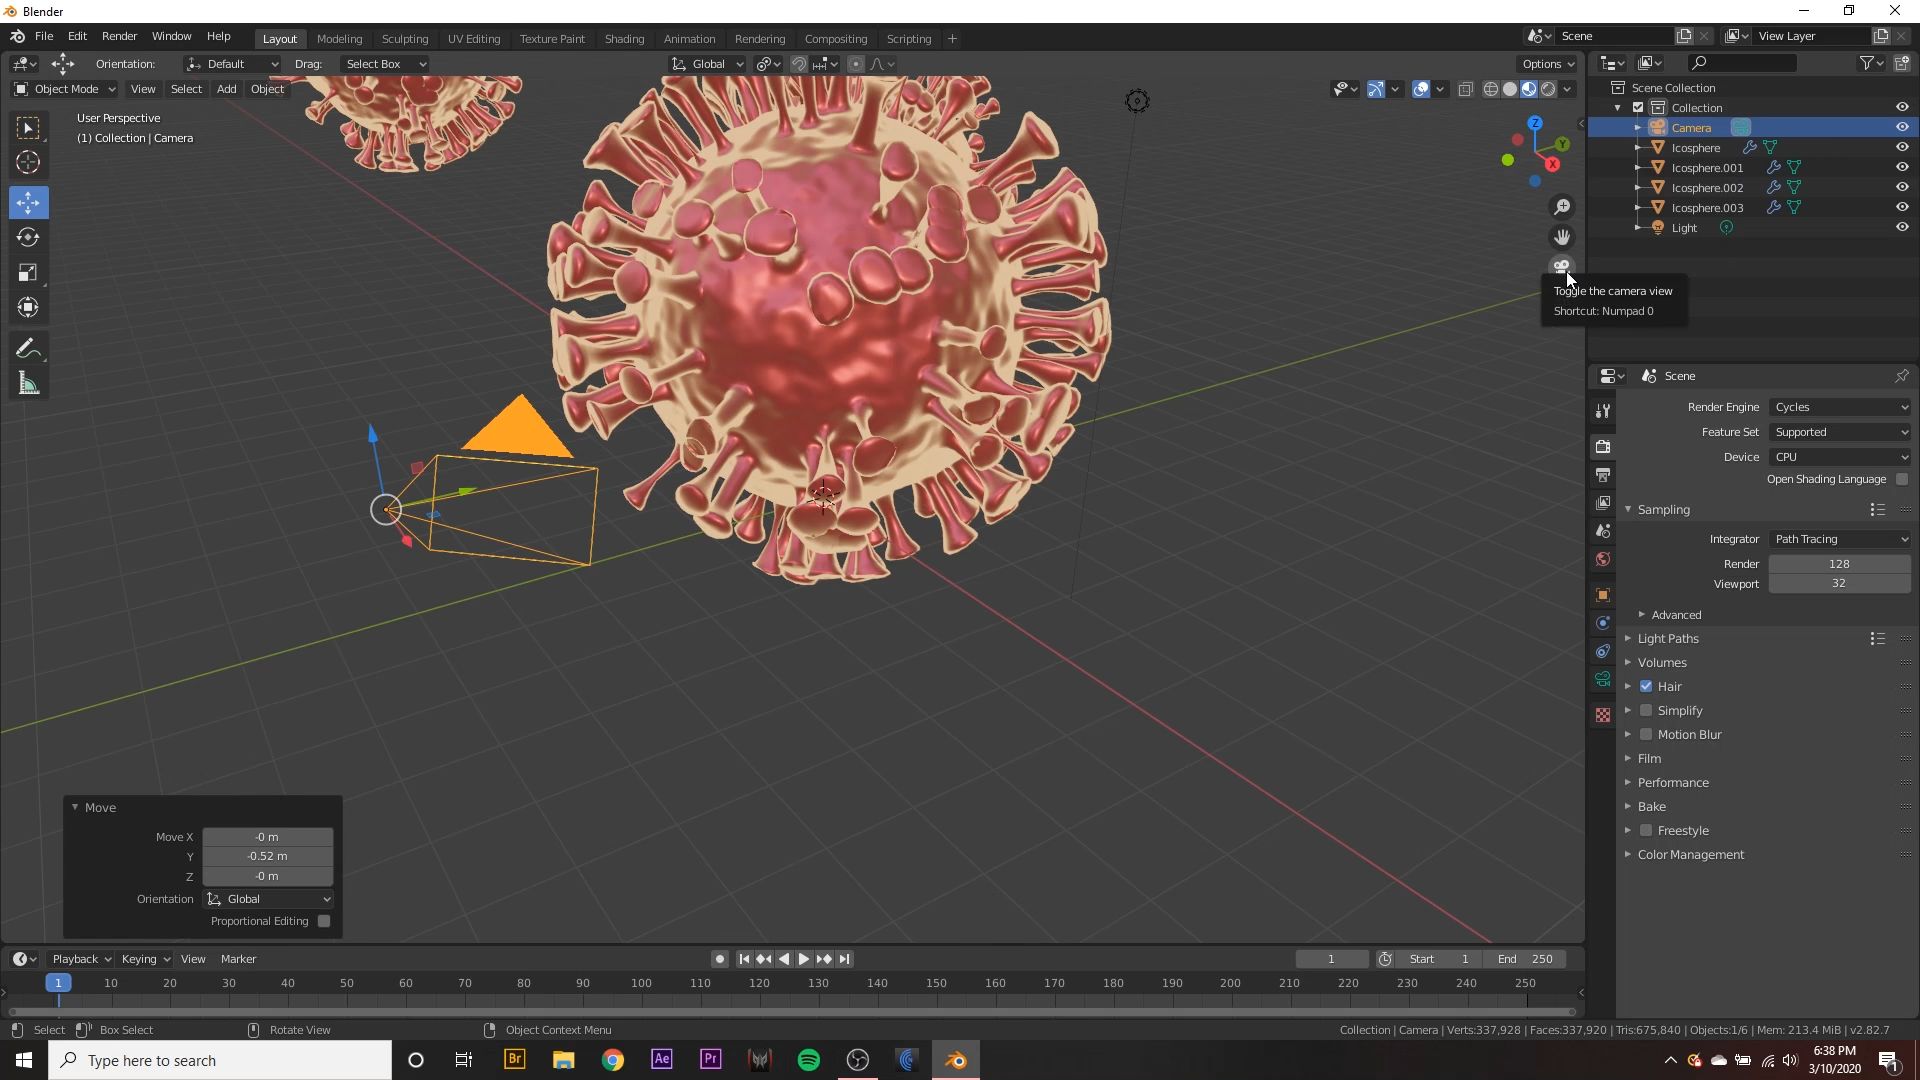 Blender
File Edit Render Window Help
Layout Modeling Sculpting UV Editing Texture Paint Shading Animation Rendering Compositing Scripting +
Scene
View Layer
Orientation: Default Drag: Select Box
Global
Options
Object Mode View Select Add Object
User Perspective
(1) Collection | Camera
Z
Y
X
Toggle the camera view
Shortcut: Numpad 0
Scene Collection
Collection
Camera
Icosphere
Icosphere.001
Icosphere.002
Icosphere.003
Light
Scene
Render Engine Cycles
Feature Set Supported
Device CPU
Open Shading Language
Sampling
Integrator Path Tracing
Render 128
Viewport 32
Advanced
Light Paths
Volumes
Hair
Simplify
Motion Blur
Film
Performance
Bake
Freestyle
Color Management
Move
Move X -0 m
Y -0.52 m
Z -0 m
Orientation Global
Proportional Editing
Playback Keying View Marker
1 Start 1 End 250
1 10 20 30 40 50 60 70 80 90 100 110 120 130 140 150 160 170 180 190 200 210 220 230 240 250
Select Box Select Rotate View Object Context Menu
Collection | Camera | Verts:337,928 | Faces:337,920 | Tris:675,840 | Objects:1/6 | Mem: 213.4 MiB | v2.82.7
Type here to search
Br
Ae
Pr
6:38 PM
3/10/2020
1